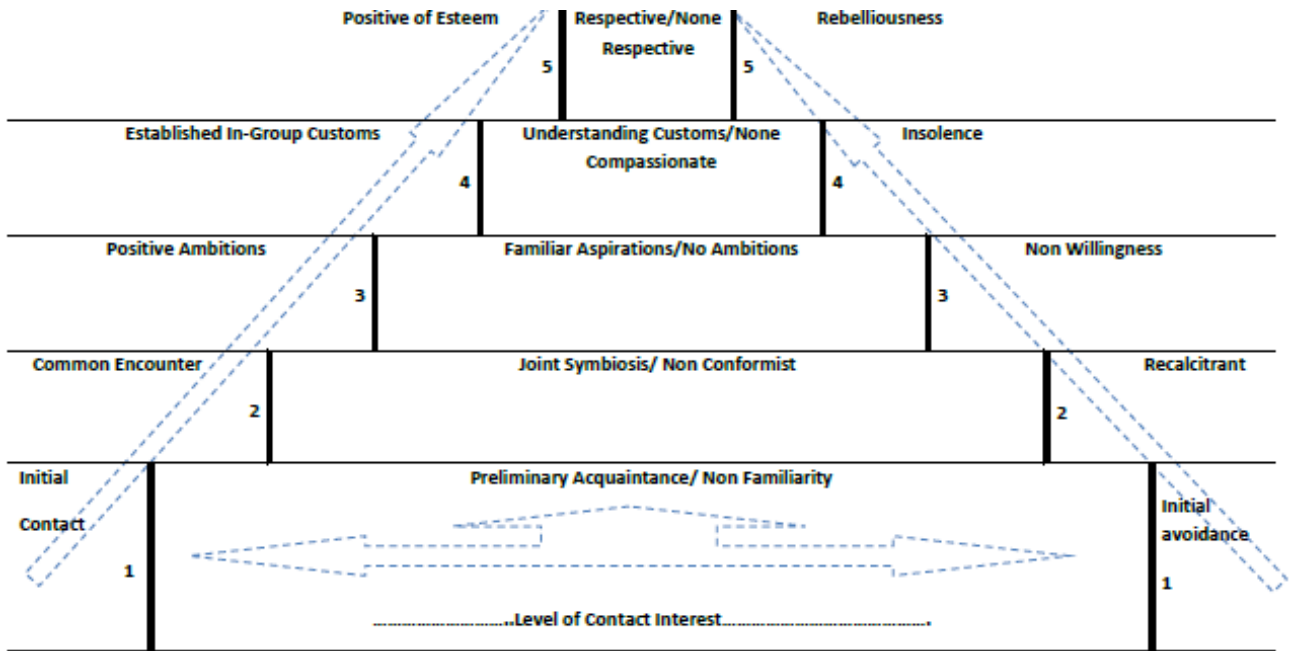 Positive of Esteem
Respective/None
Respective
Rebelliousness
5
5
Established In-Group Customs
Understanding Customs/None
Compassionate
Insolence
4
4
Positive Ambitions
Familiar Aspirations/No Ambitions
Non Willingness
3
3
Common Encounter
Joint Symbiosis/ Non Conformist
Recalcitrant
2
2
Initial
Contact
Preliminary Acquaintance/ Non Familiarity
Initial
avoidance
1
1
…………………………..Level of Contact Interest…………………………………………….